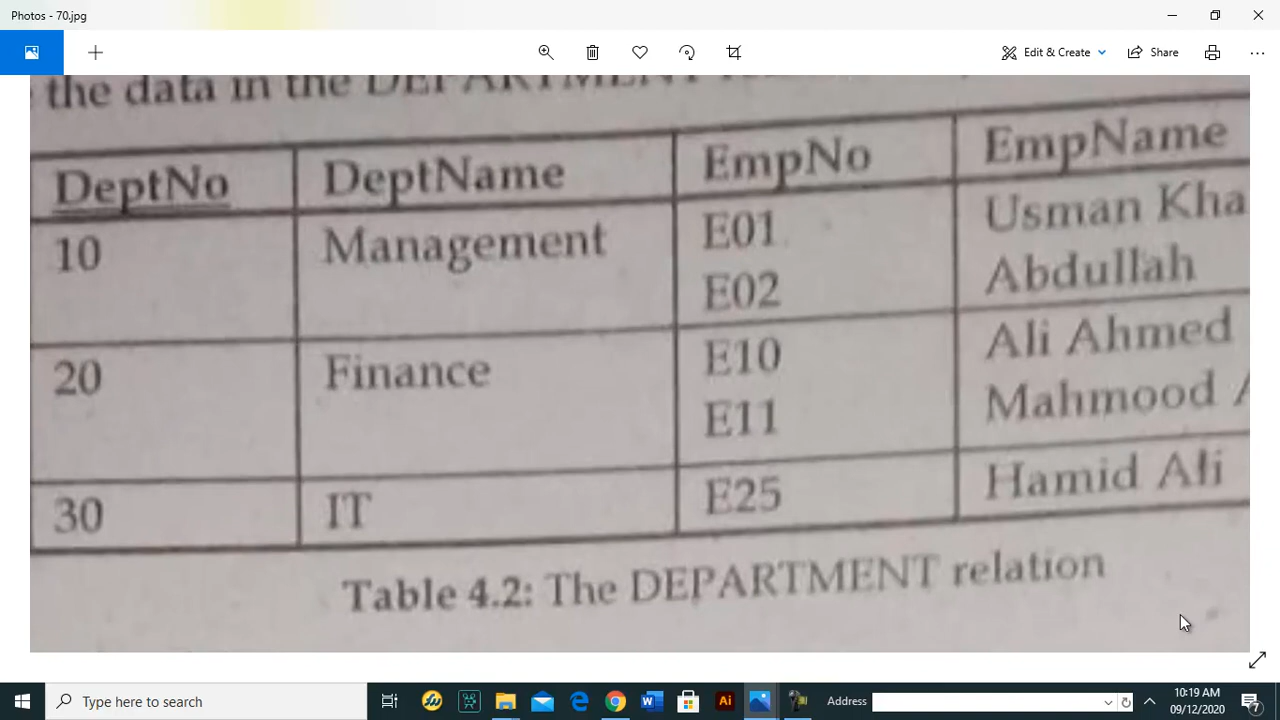 Photos - 70.jpg
Edit & Create
Share
the data in the DEPARTMENT
DeptNo DeptName EmpNo EmpName
10 Management E01 Usman Kha
E02 Abdullah
20 Finance E10 Ali Ahmed
E11 Mahmood A
30 IT E25 Hamid Ali
Table 4.2: The DEPARTMENT relation
Type here to search
Address
10:19 AM
09/12/2020
7